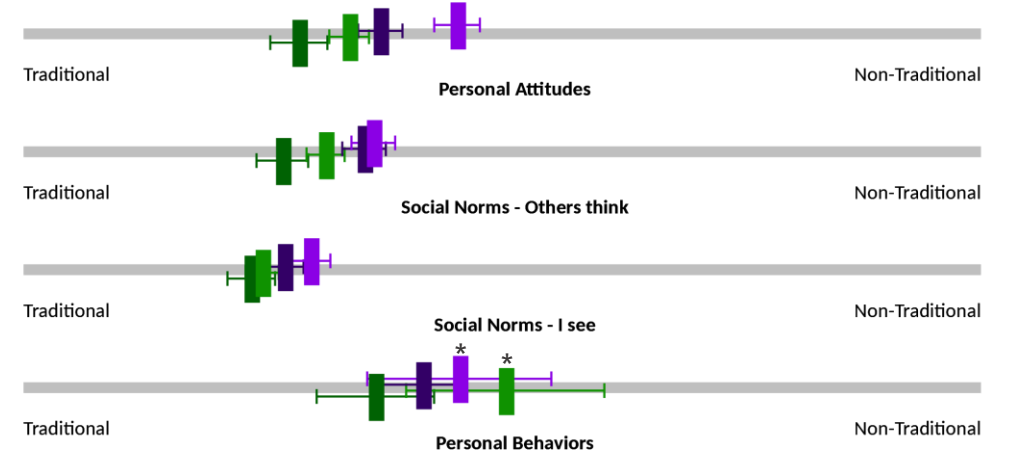 Traditional Non-Traditional
Personal Attitudes
Traditional Non-Traditional
Social Norms - Others think
Traditional Non-Traditional
Social Norms - I see
* *
Traditional Non-Traditional
Personal Behaviors